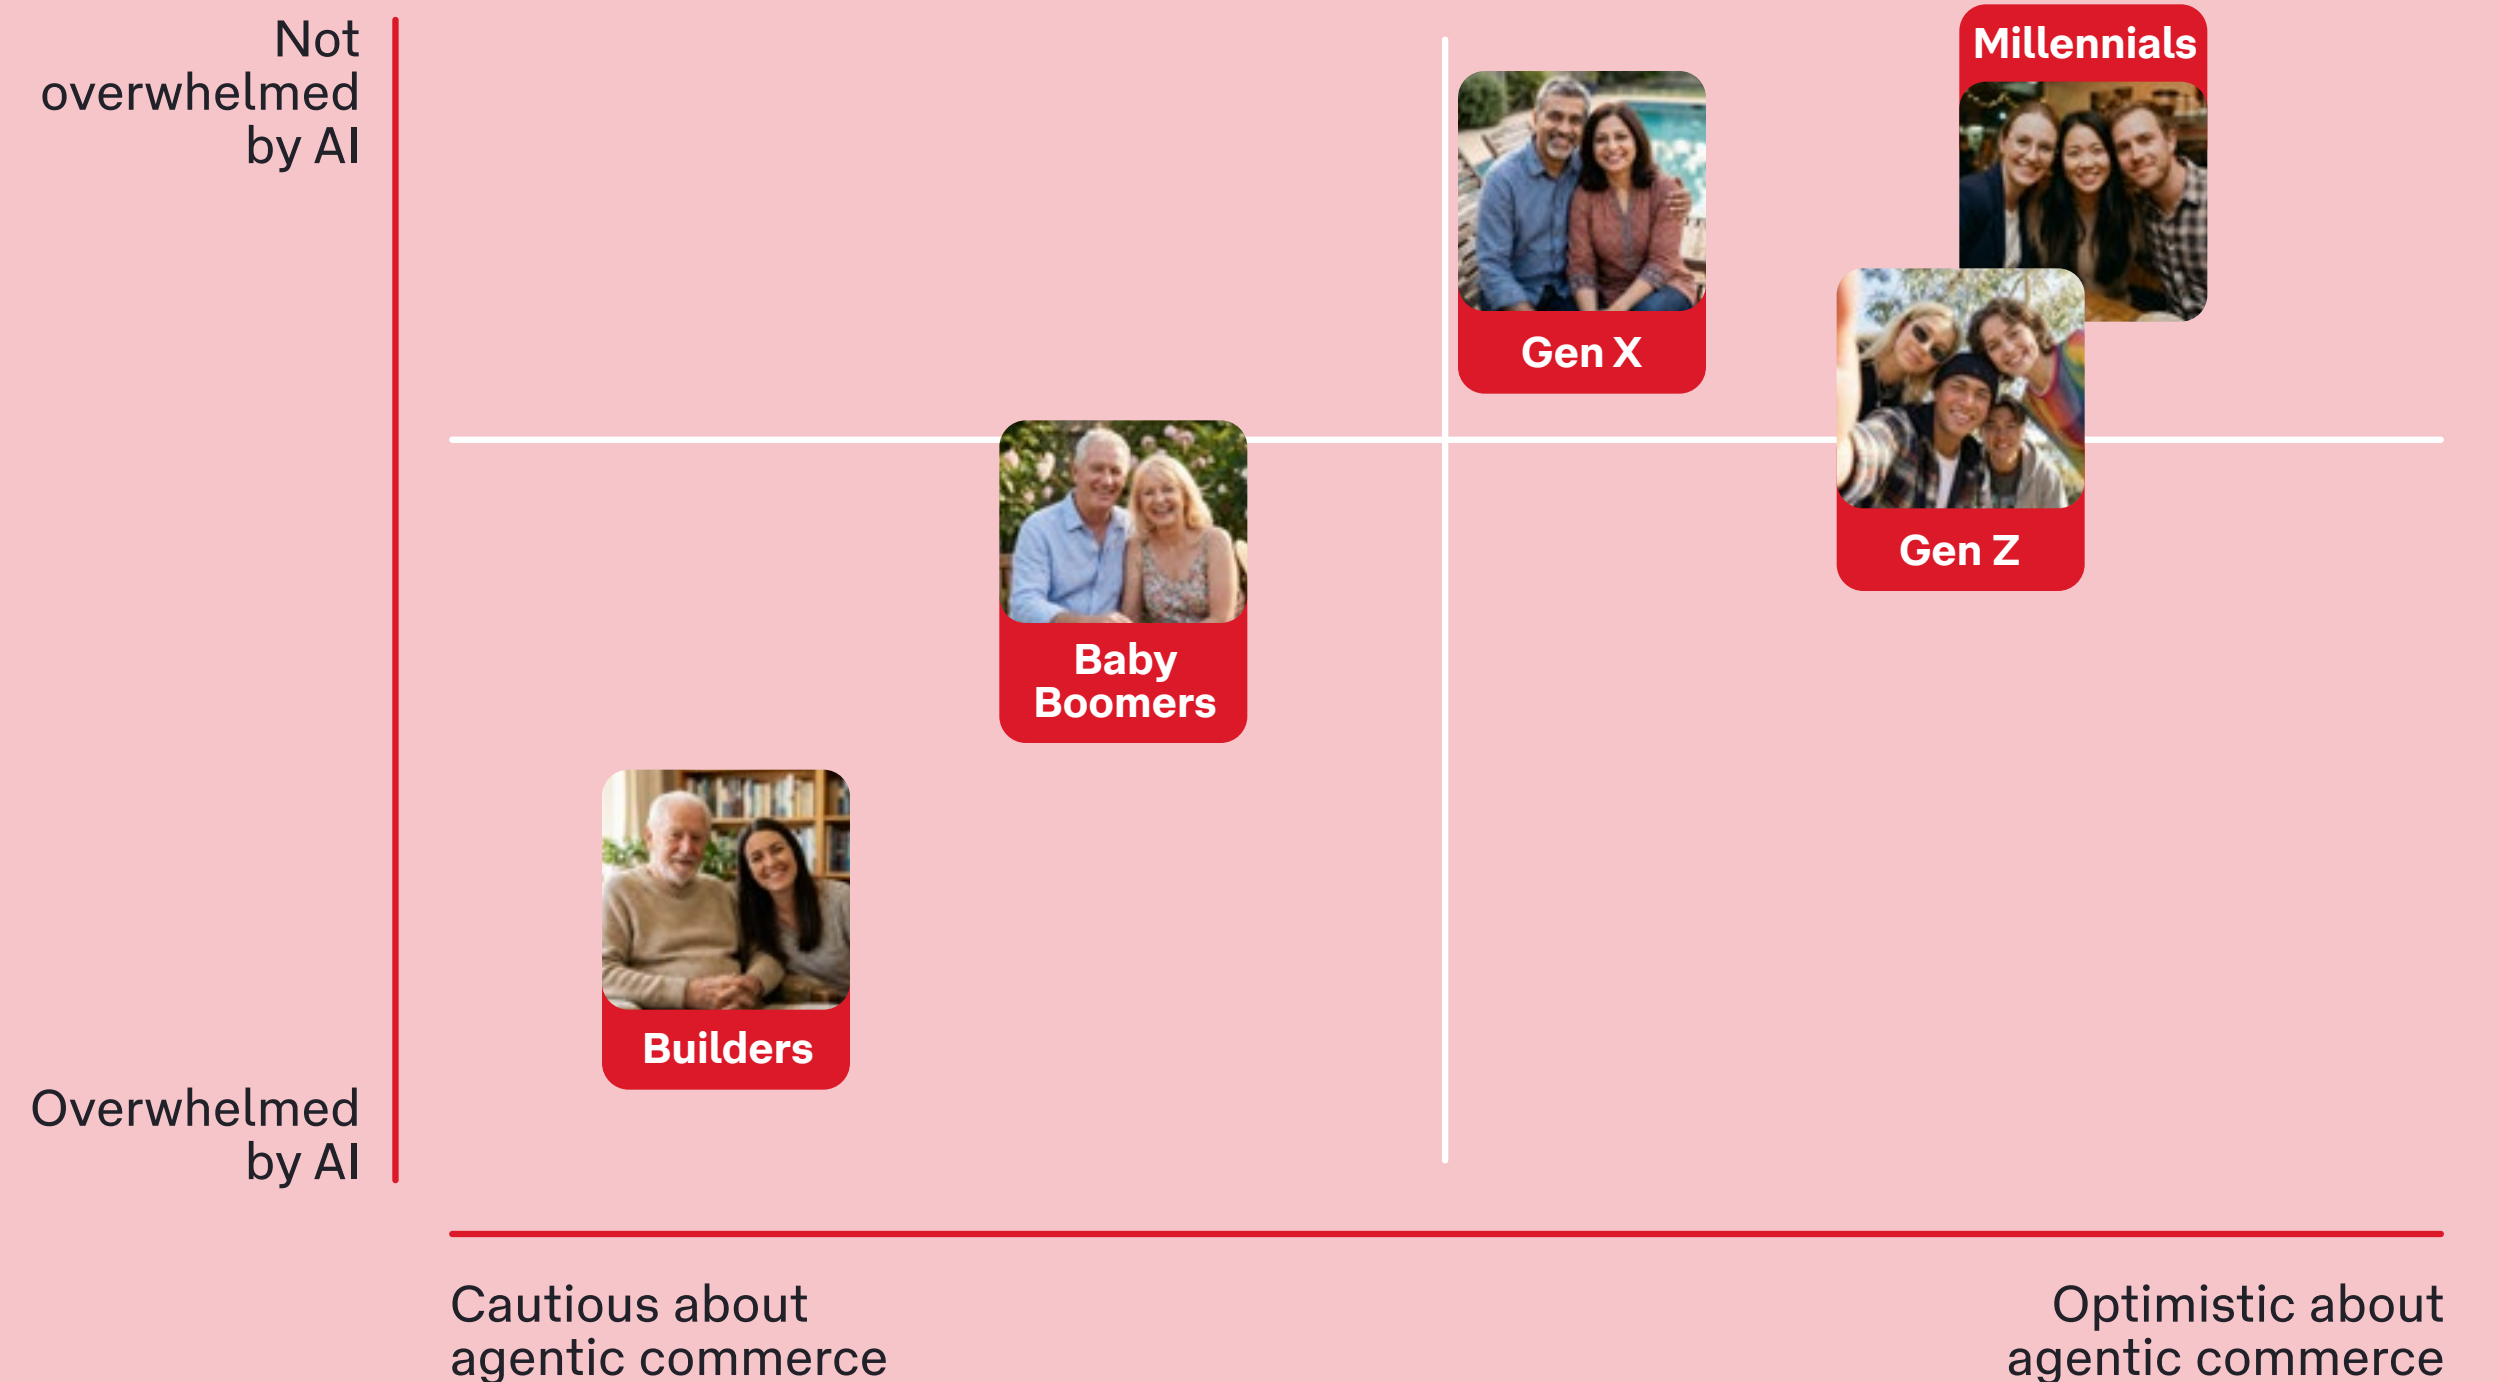 Not
overwhelmed
by AI
Millennials
Gen X
Gen Z
Baby
Boomers
Builders
Overwhelmed
by AI
Cautious about
agentic commerce
Optimistic about
agentic commerce